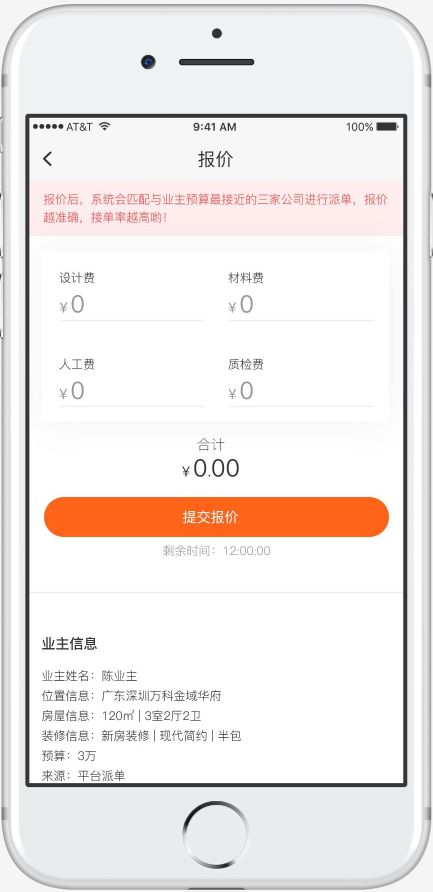 AT&T 9:41 AM 100%
报价
报价后，系统会匹配与业主预算最接近的三家公司进行派单，报价
越准确，接单率越高哟！
设计费 材料费
¥ 0 ¥ 0
人工费 质检费
¥ 0 ¥ 0
合计
¥ 0.00
提交报价
剩余时间：12:00:00
业主信息
业主姓名：陈业主
位置信息：广东深圳万科金域华府
房屋信息：120㎡ | 3室2厅2卫
装修信息：新房装修 | 现代简约 | 半包
预算：3万
来源：平台派单